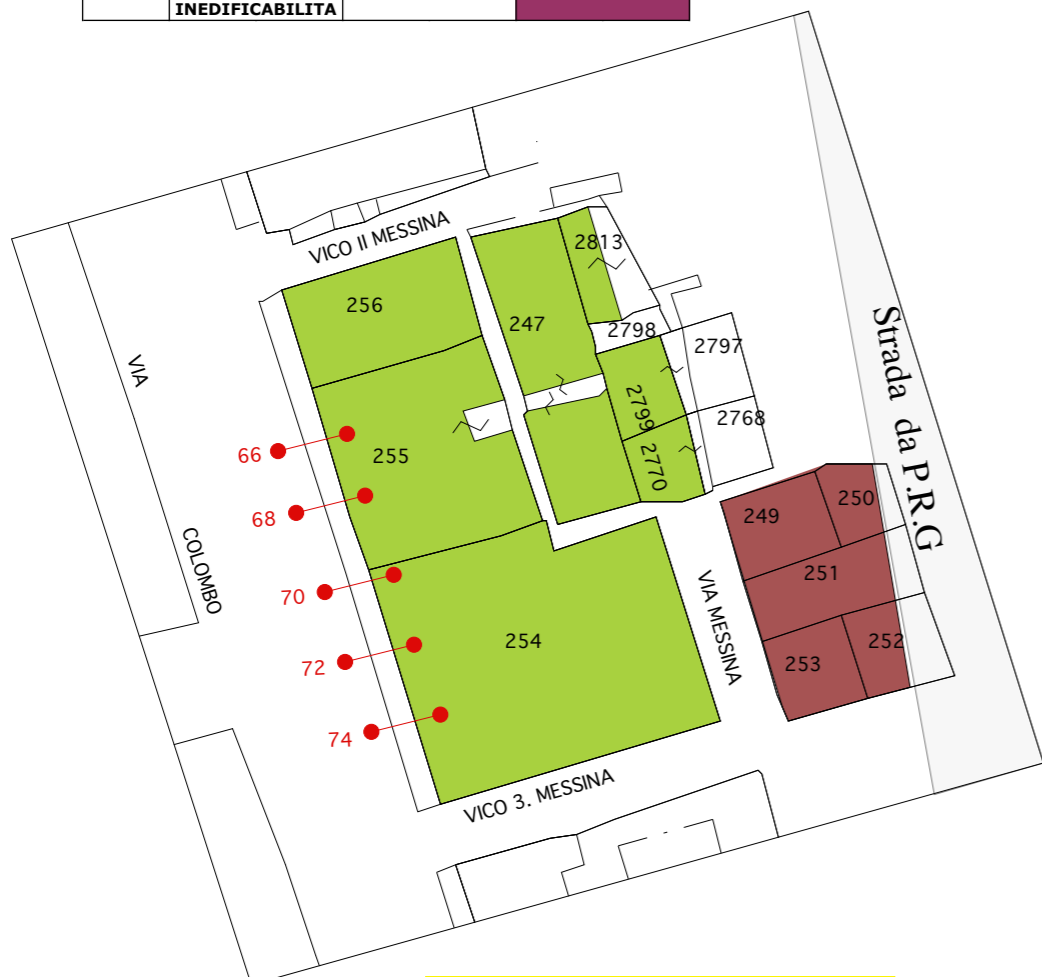 INEDIFICABILITA
VICO II MESSINA
2813
256
247
2798
2797
VIA
2799
2768
66
255
2770
68
249
250
COLOMBO
Strada da P.R.G
251
70
254
VIA MESSINA
252
253
72
74
VICO 3. MESSINA